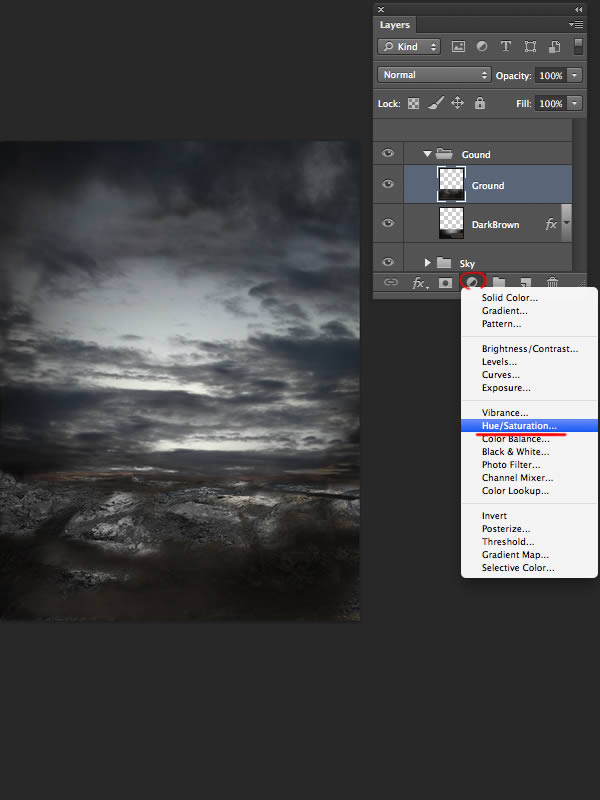 Layers
Kind
Normal Opacity: 100%
Lock: Fill: 100%
Gound
Ground
DarkBrown fx
Sky
fx
Solid Color...
Gradient...
Pattern...
Brightness/Contrast...
Levels...
Curves...
Exposure...
Vibrance...
Hue/Saturation...
Color Balance...
Black & White...
Photo Filter...
Channel Mixer...
Color Lookup...
Invert
Posterize...
Threshold...
Gradient Map...
Selective Color...